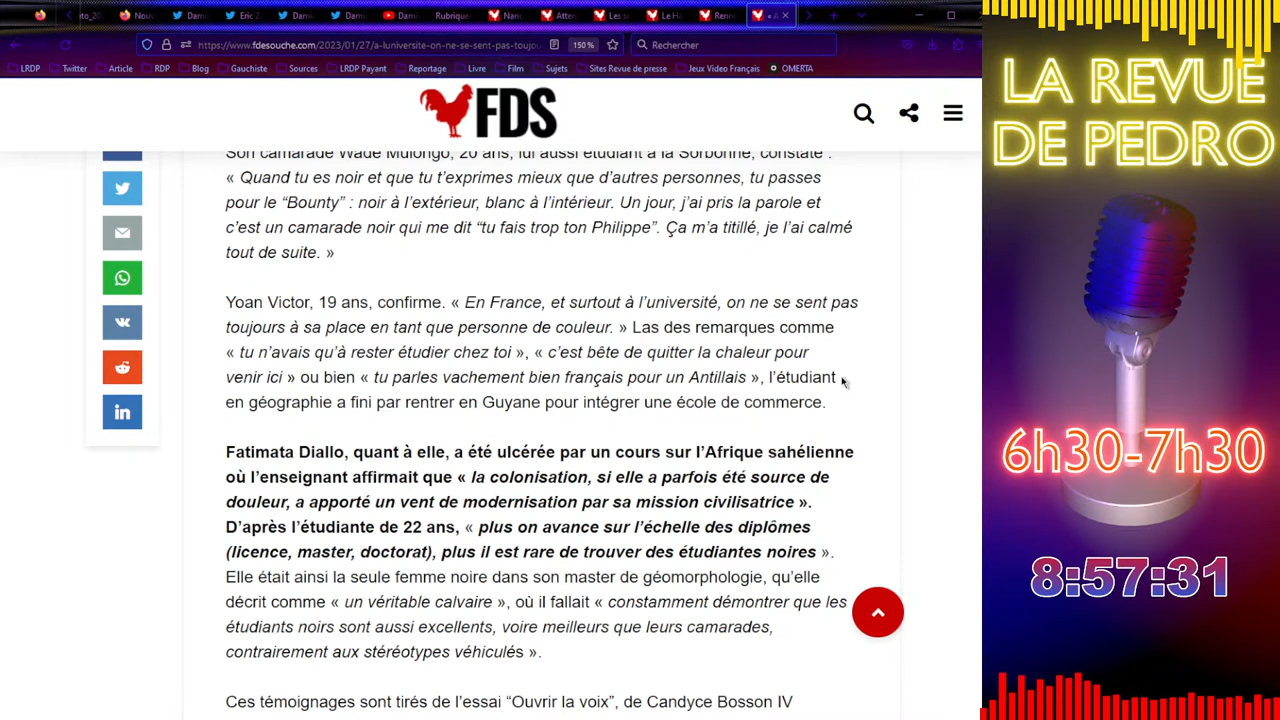 uto_20
Nouv
Dami
Eric Z
Dami
Dami
Dami
Rubrique
Nanc
Atten
Les s
Le H
Renn
« A
https://www.fdesouche.com/2023/01/27/a-luniversite-on-ne-se-sent-pas-toujou
150 %
Rechercher
LRDP
Twitter
Article
RDP
Blog
Gauchiste
Sources
LRDP Payant
Reportage
Livre
Film
Sujets
Sites Revue de presse
Jeux Video Français
OMERTA
FDS
Son camarade Wade Mulongo, 20 ans, lui aussi étudiant à la Sorbonne, constate :
« Quand tu es noir et que tu t’exprimes mieux que d’autres personnes, tu passes
pour le “Bounty” : noir à l’extérieur, blanc à l’intérieur. Un jour, j’ai pris la parole et
c’est un camarade noir qui me dit “tu fais trop ton Philippe”. Ça m’a titillé, je l’ai calmé
tout de suite. »
Yoan Victor, 19 ans, confirme. « En France, et surtout à l’université, on ne se sent pas
toujours à sa place en tant que personne de couleur. » Las des remarques comme
« tu n’avais qu’à rester étudier chez toi », « c’est bête de quitter la chaleur pour
venir ici » ou bien « tu parles vachement bien français pour un Antillais », l’étudiant
en géographie a fini par rentrer en Guyane pour intégrer une école de commerce.
Fatimata Diallo, quant à elle, a été ulcérée par un cours sur l’Afrique sahélienne
où l’enseignant affirmait que « la colonisation, si elle a parfois été source de
douleur, a apporté un vent de modernisation par sa mission civilisatrice ».
D’après l’étudiante de 22 ans, « plus on avance sur l’échelle des diplômes
(licence, master, doctorat), plus il est rare de trouver des étudiantes noires ».
Elle était ainsi la seule femme noire dans son master de géomorphologie, qu’elle
décrit comme « un véritable calvaire », où il fallait « constamment démontrer que les
étudiants noirs sont aussi excellents, voire meilleurs que leurs camarades,
contrairement aux stéréotypes véhiculés ».
Ces témoignages sont tirés de l’essai “Ouvrir la voix”, de Candyce Bosson IV
LA REVUE
DE PEDRO
6h30-7h30
8:57:31